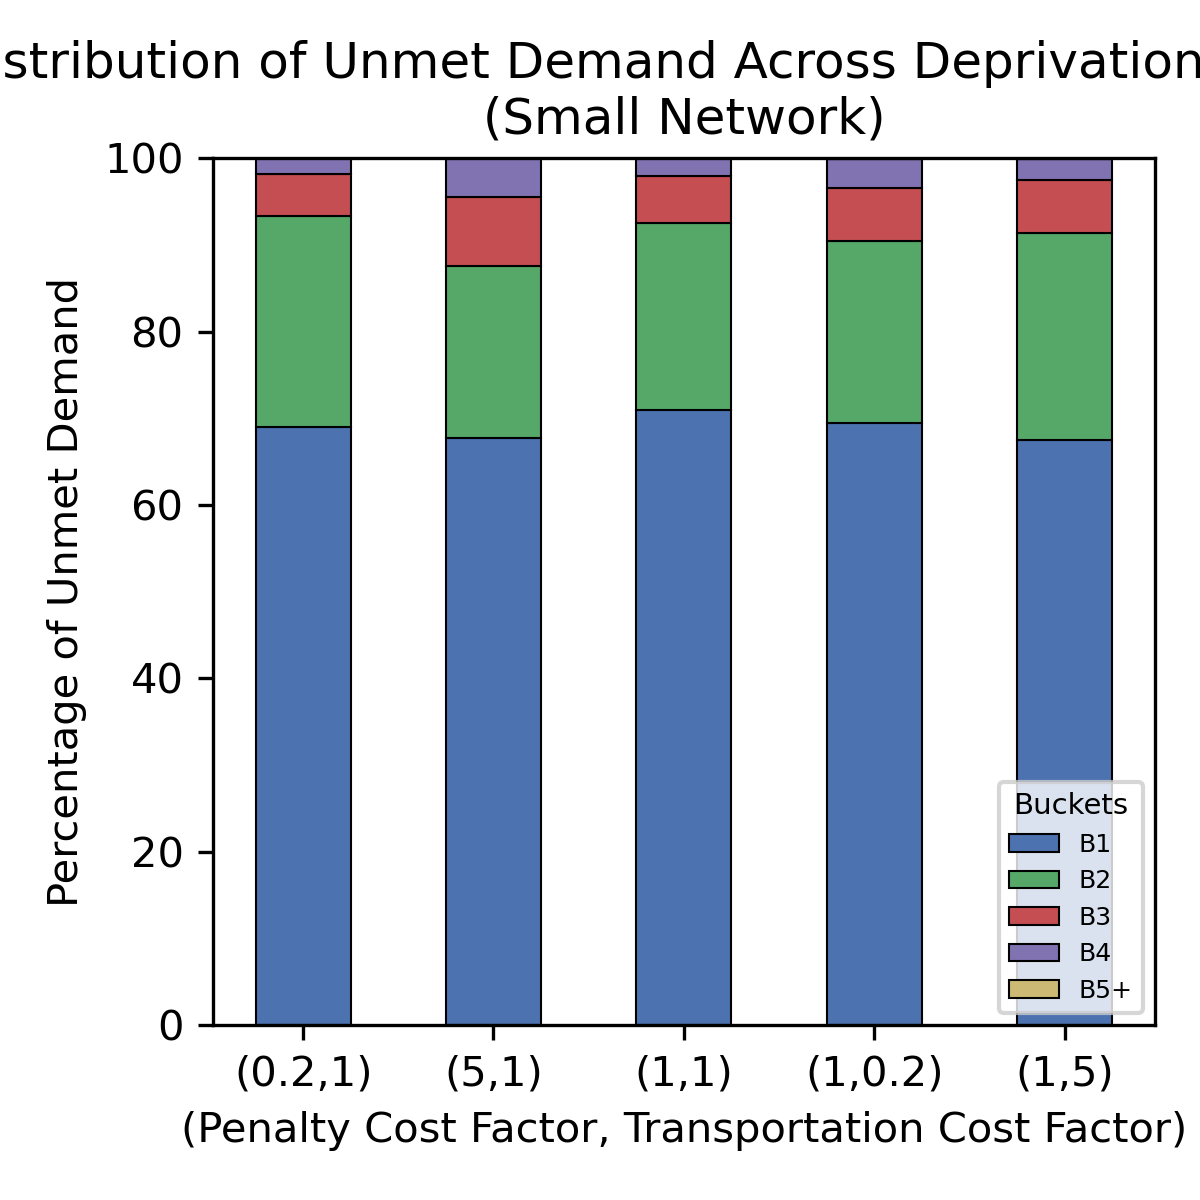 stribution of Unmet Demand Across Deprivation
(Small Network)
Percentage of Unmet Demand
100
80
60
40
20
0
Buckets
B1
B2
B3
B4
B5+
(0.2,1) (5,1) (1,1) (1,0.2) (1,5)
(Penalty Cost Factor, Transportation Cost Factor)